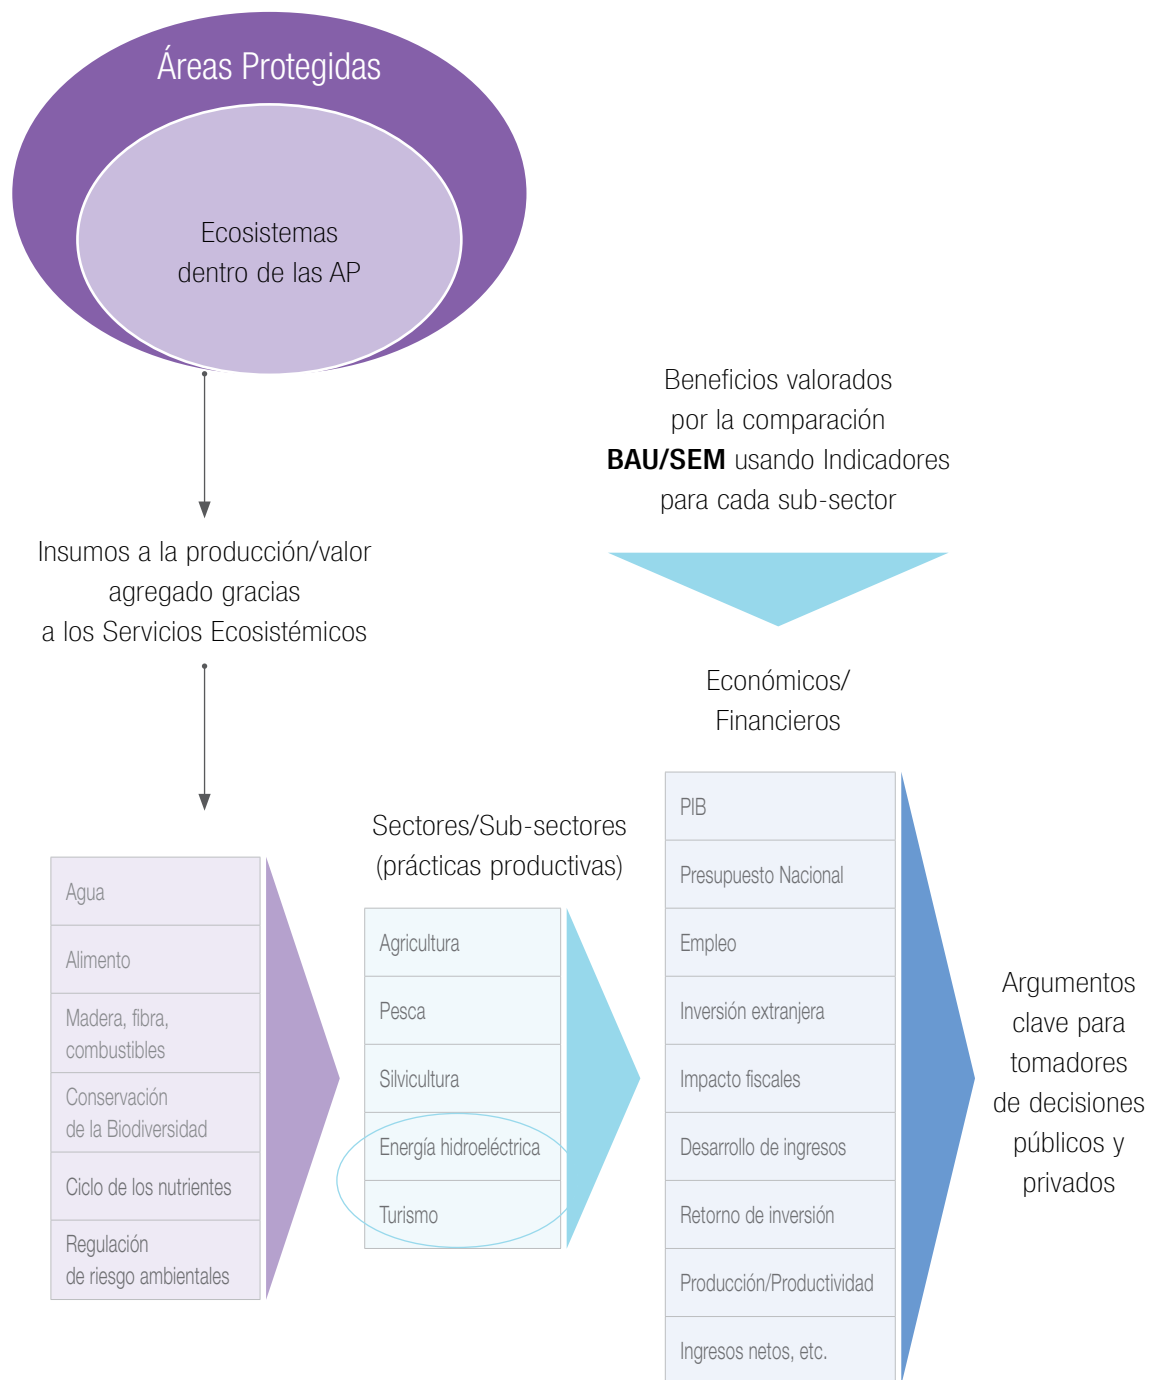 Áreas Protegidas
Ecosistemas
dentro de las AP
Insumos a la producción/valor
agregado gracias
a los Servicios Ecosistémicos
Agua
Alimento
Madera, fibra,
combustibles
Conservación
de la Biodiversidad
Ciclo de los nutrientes
Regulación
de riesgo ambientales
Sectores/Sub-sectores
(prácticas productivas)
Agricultura
Pesca
Silvicultura
Energía hidroeléctrica
Turismo
Beneficios valorados
por la comparación
BAU/SEM usando Indicadores
para cada sub-sector
Económicos/
Financieros
PIB
Presupuesto Nacional
Empleo
Inversión extranjera
Impacto fiscales
Desarrollo de ingresos
Retorno de inversión
Producción/Productividad
Ingresos netos, etc.
Argumentos
clave para
tomadores
de decisiones
públicos y
privados